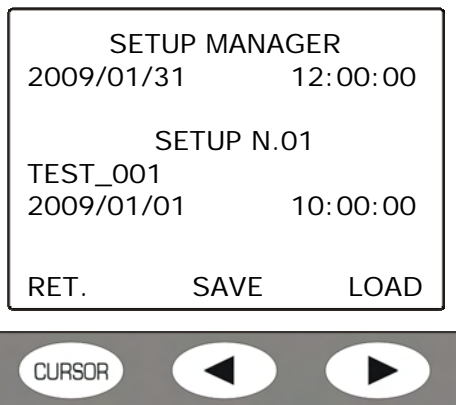 SETUP MANAGER
2009/01/31 12:00:00
SETUP N.01
TEST_001
2009/01/01 10:00:00
RET. SAVE LOAD
CURSOR